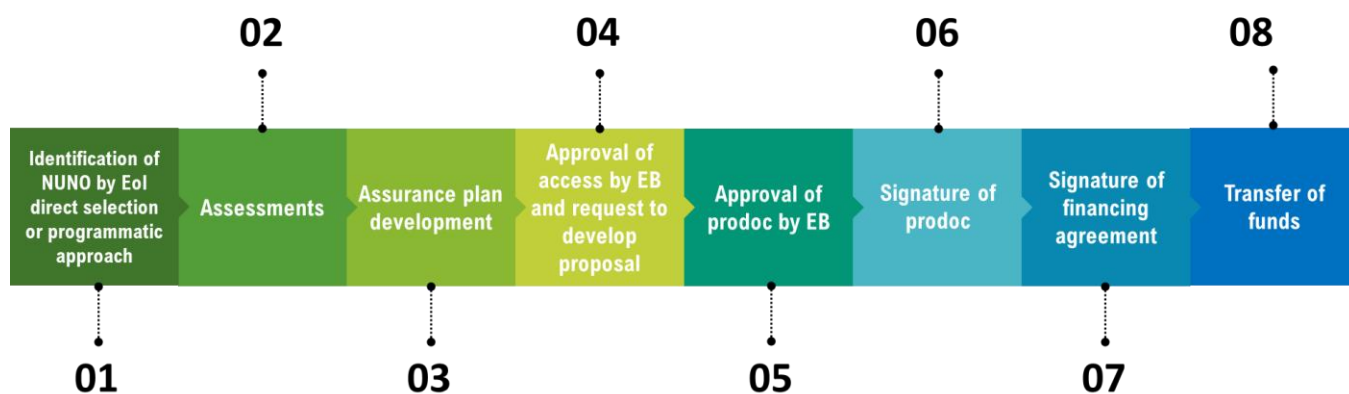 02
04
06
08
Identification of
NUNO by EoI
direct selection
or programmatic
approach
Assessments
Assurance plan
development
Approval of
access by EB
and request to
develop
proposal
Approval of
prodoc by EB
Signature of
prodoc
Signature of
financing
agreement
Transfer of
funds
01
03
05
07